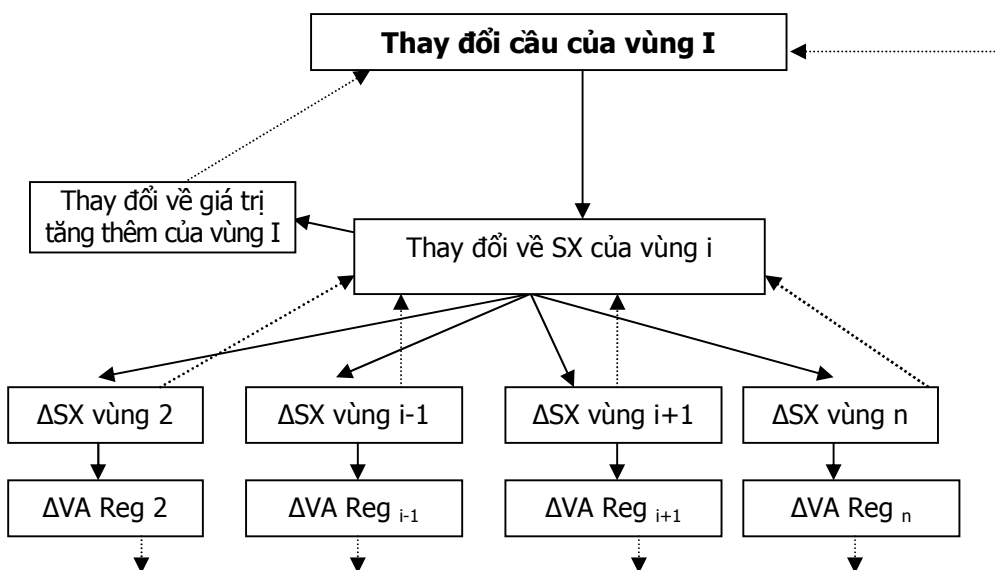 Thay đổi cầu của vùng I
Thay đổi về giá trị
tăng thêm của vùng I
Thay đổi về SX của vùng i
ΔSX vùng 2
ΔSX vùng i-1
ΔSX vùng i+1
ΔSX vùng n
ΔVA Reg 2
ΔVA Reg i-1
ΔVA Reg i+1
ΔVA Reg n